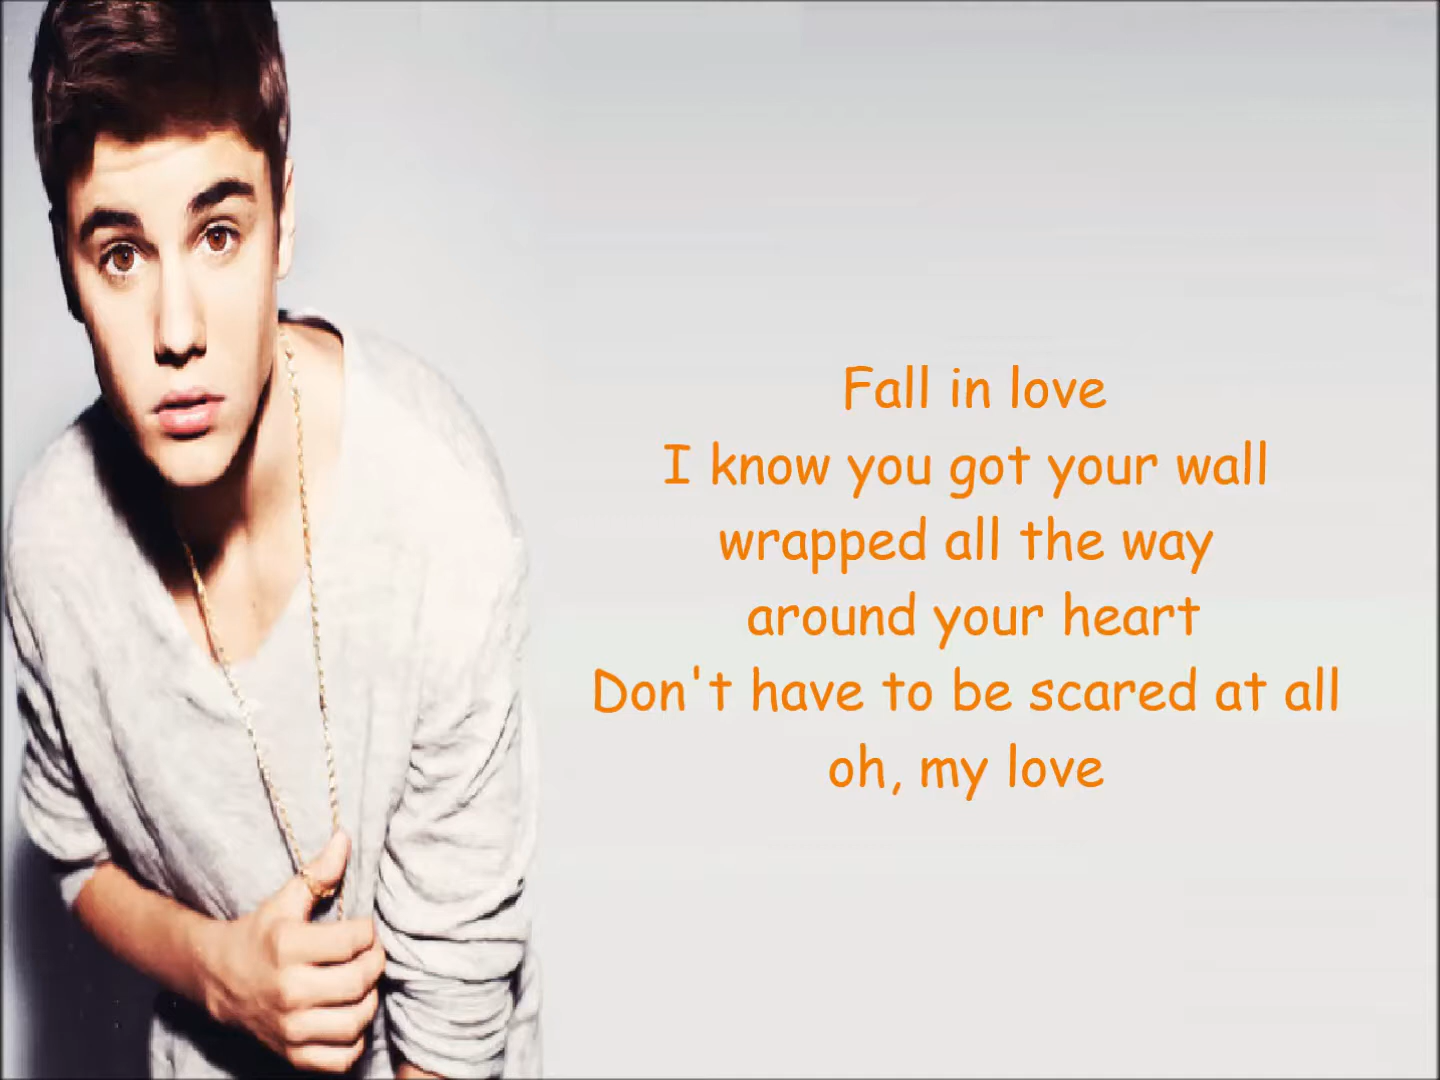 Fall in love
I know you got your wall
wrapped all the way
around your heart
Don't have to be scared at all
oh, my love